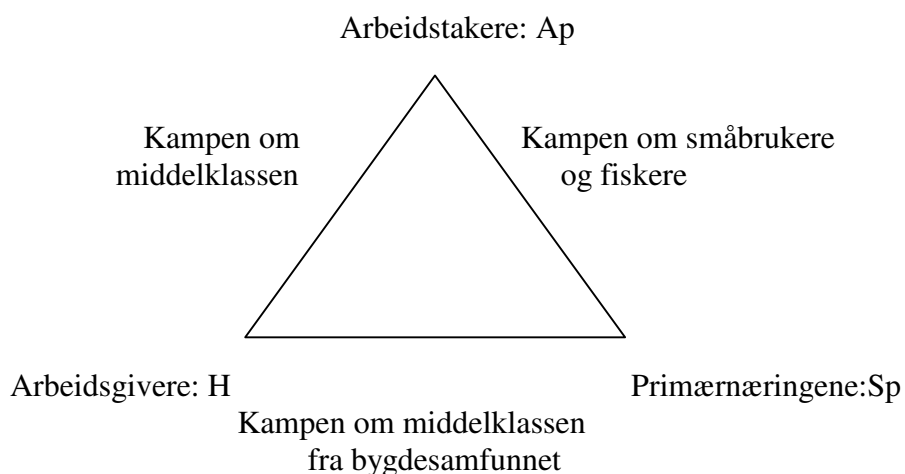 Arbeidstakere: Ap
Kampen om
middelklassen
Kampen om småbrukere
og fiskere
Arbeidsgivere: H
Primærnæringene:Sp
Kampen om middelklassen
fra bygdesamfunnet